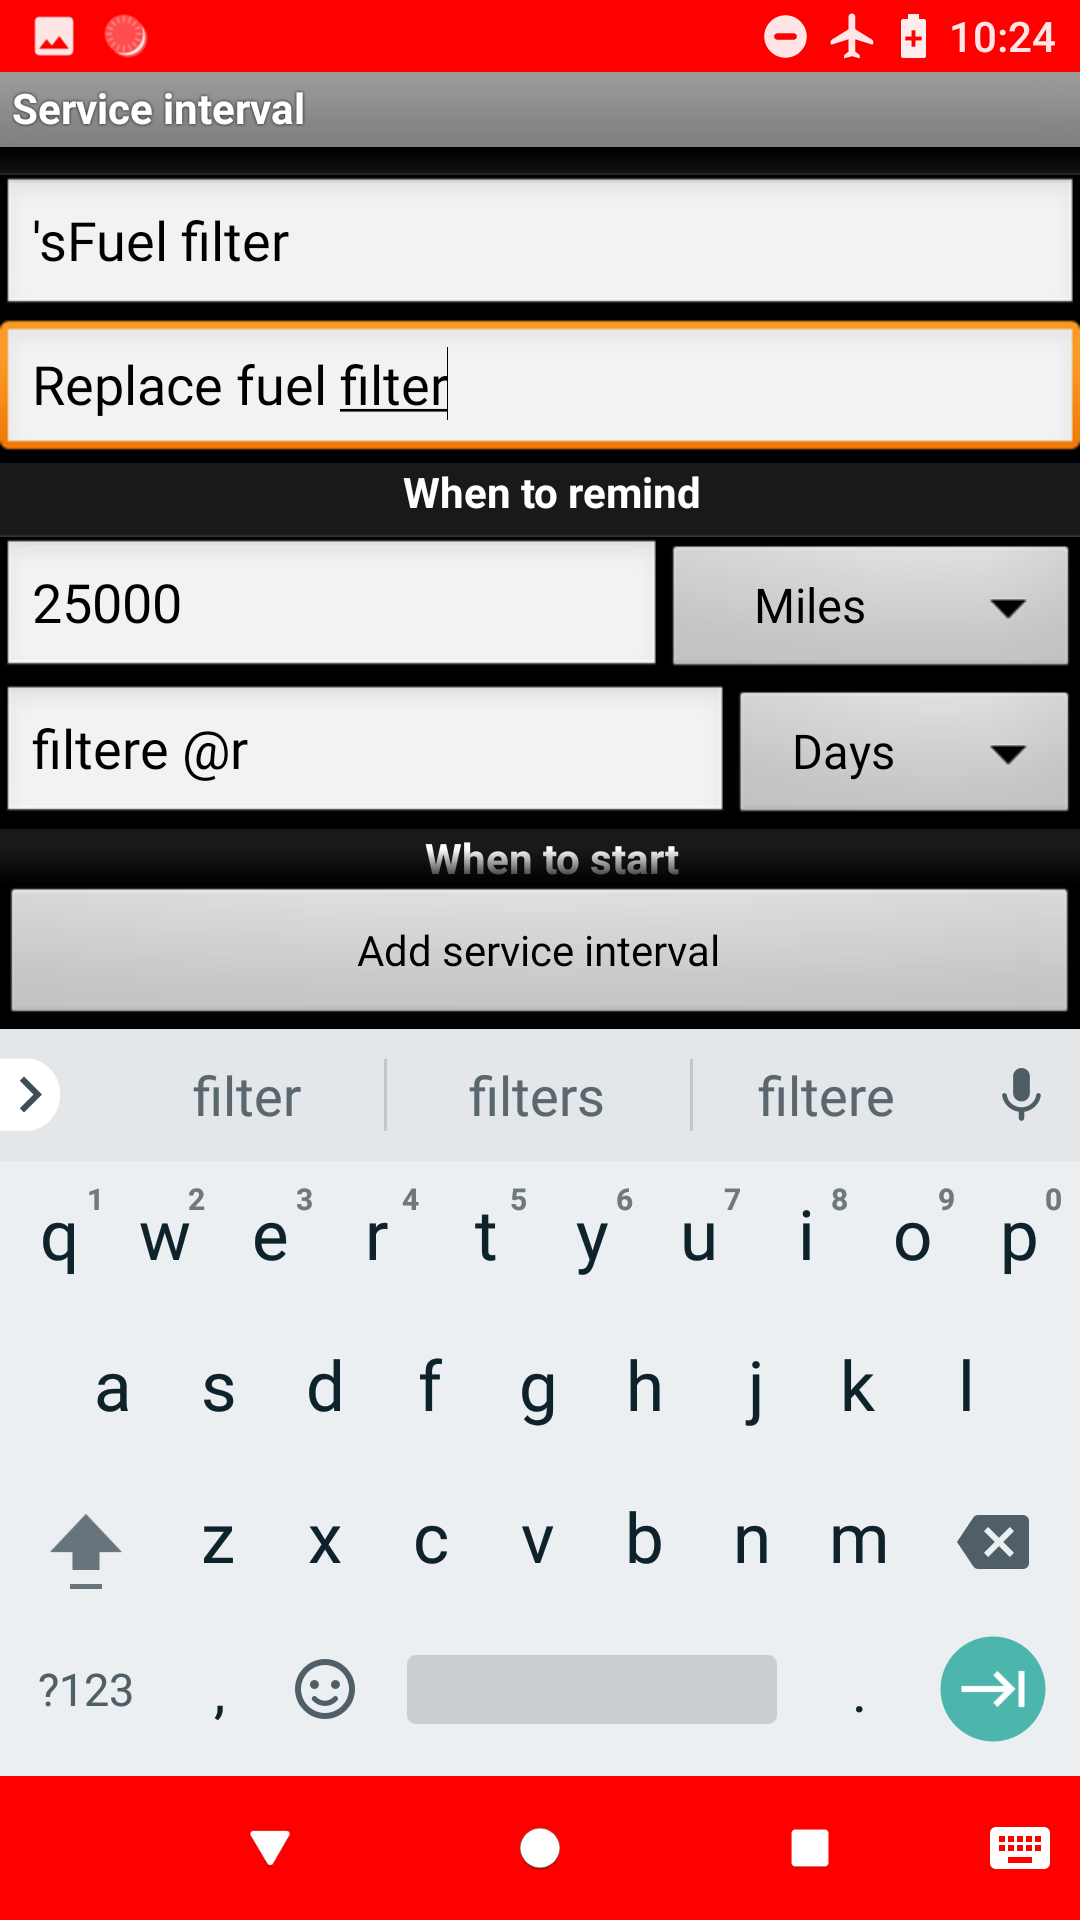 10:24
Service interval
'sFuel filter
Replace fuel filter
When to remind
25000 Miles
filtere @r Days
When to start
Add service interval
filter filters filtere
1 2 3 4 5 6 7 8 9 0
q w e r t y u i o p
a s d f g h j k l
z x c v b n m
?123 , .